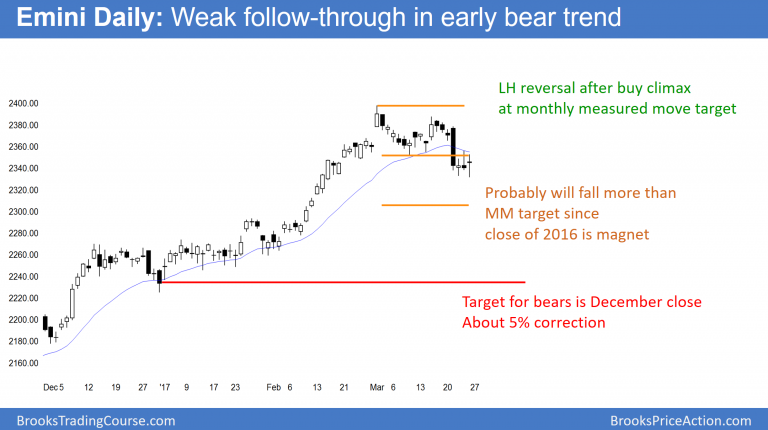 Emini Daily: Weak follow-through in early bear trend
LH reversal after buy climax
at monthly measured move target
2400.00
2380.00
2360.00
2340.00
2320.00
2300.00
2280.00
2260.00
2240.00
2220.00
2200.00
2180.00
2160.00
Probably will fall more than
MM target since
close of 2016 is magnet
Target for bears is December close
About 5% correction
Dec 5 12 19 27 '17 17 23 Feb 6 13 21 Mar 6 13 20 27
BrooksTradingCourse.com
BrooksPriceAction.com